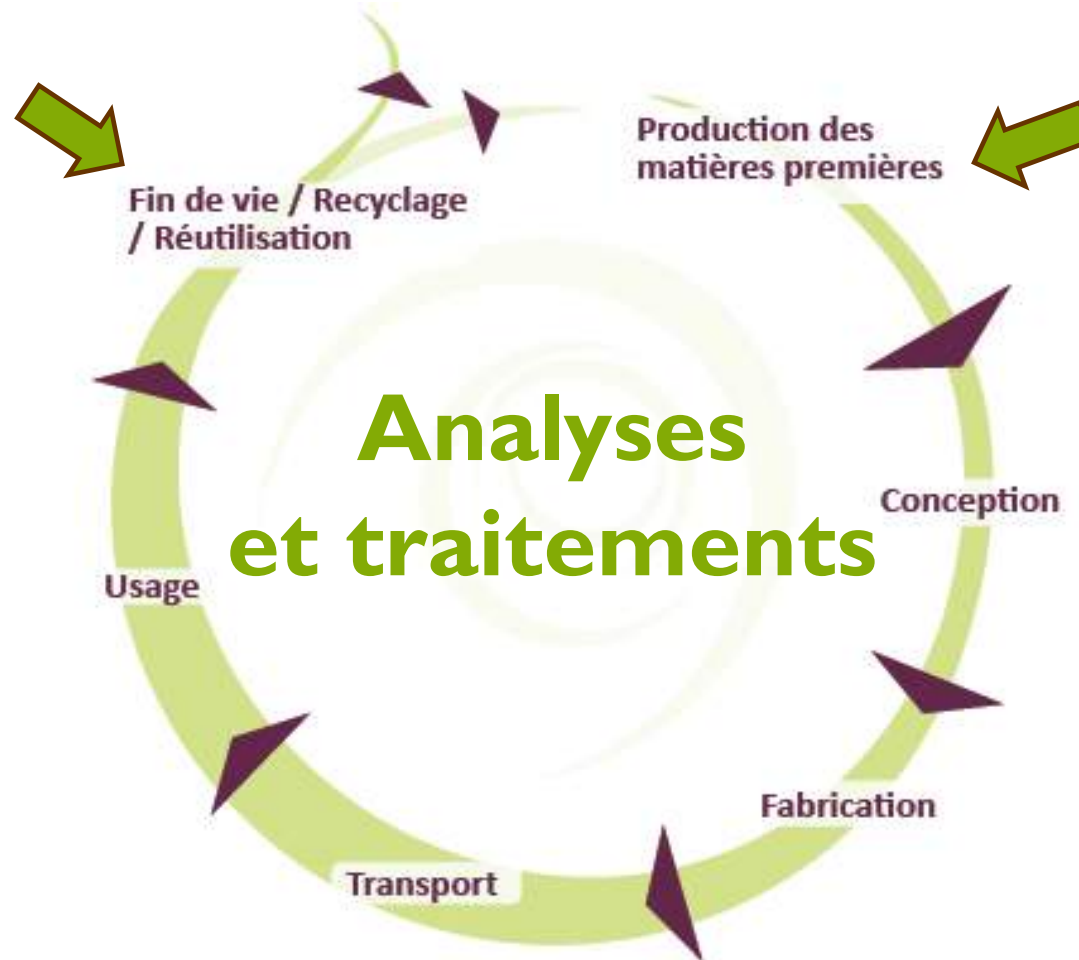 Production des
matières premières
Fin de vie / Recyclage
/ Réutilisation
Analyses
et traitements
Conception
Usage
Fabrication
Transport